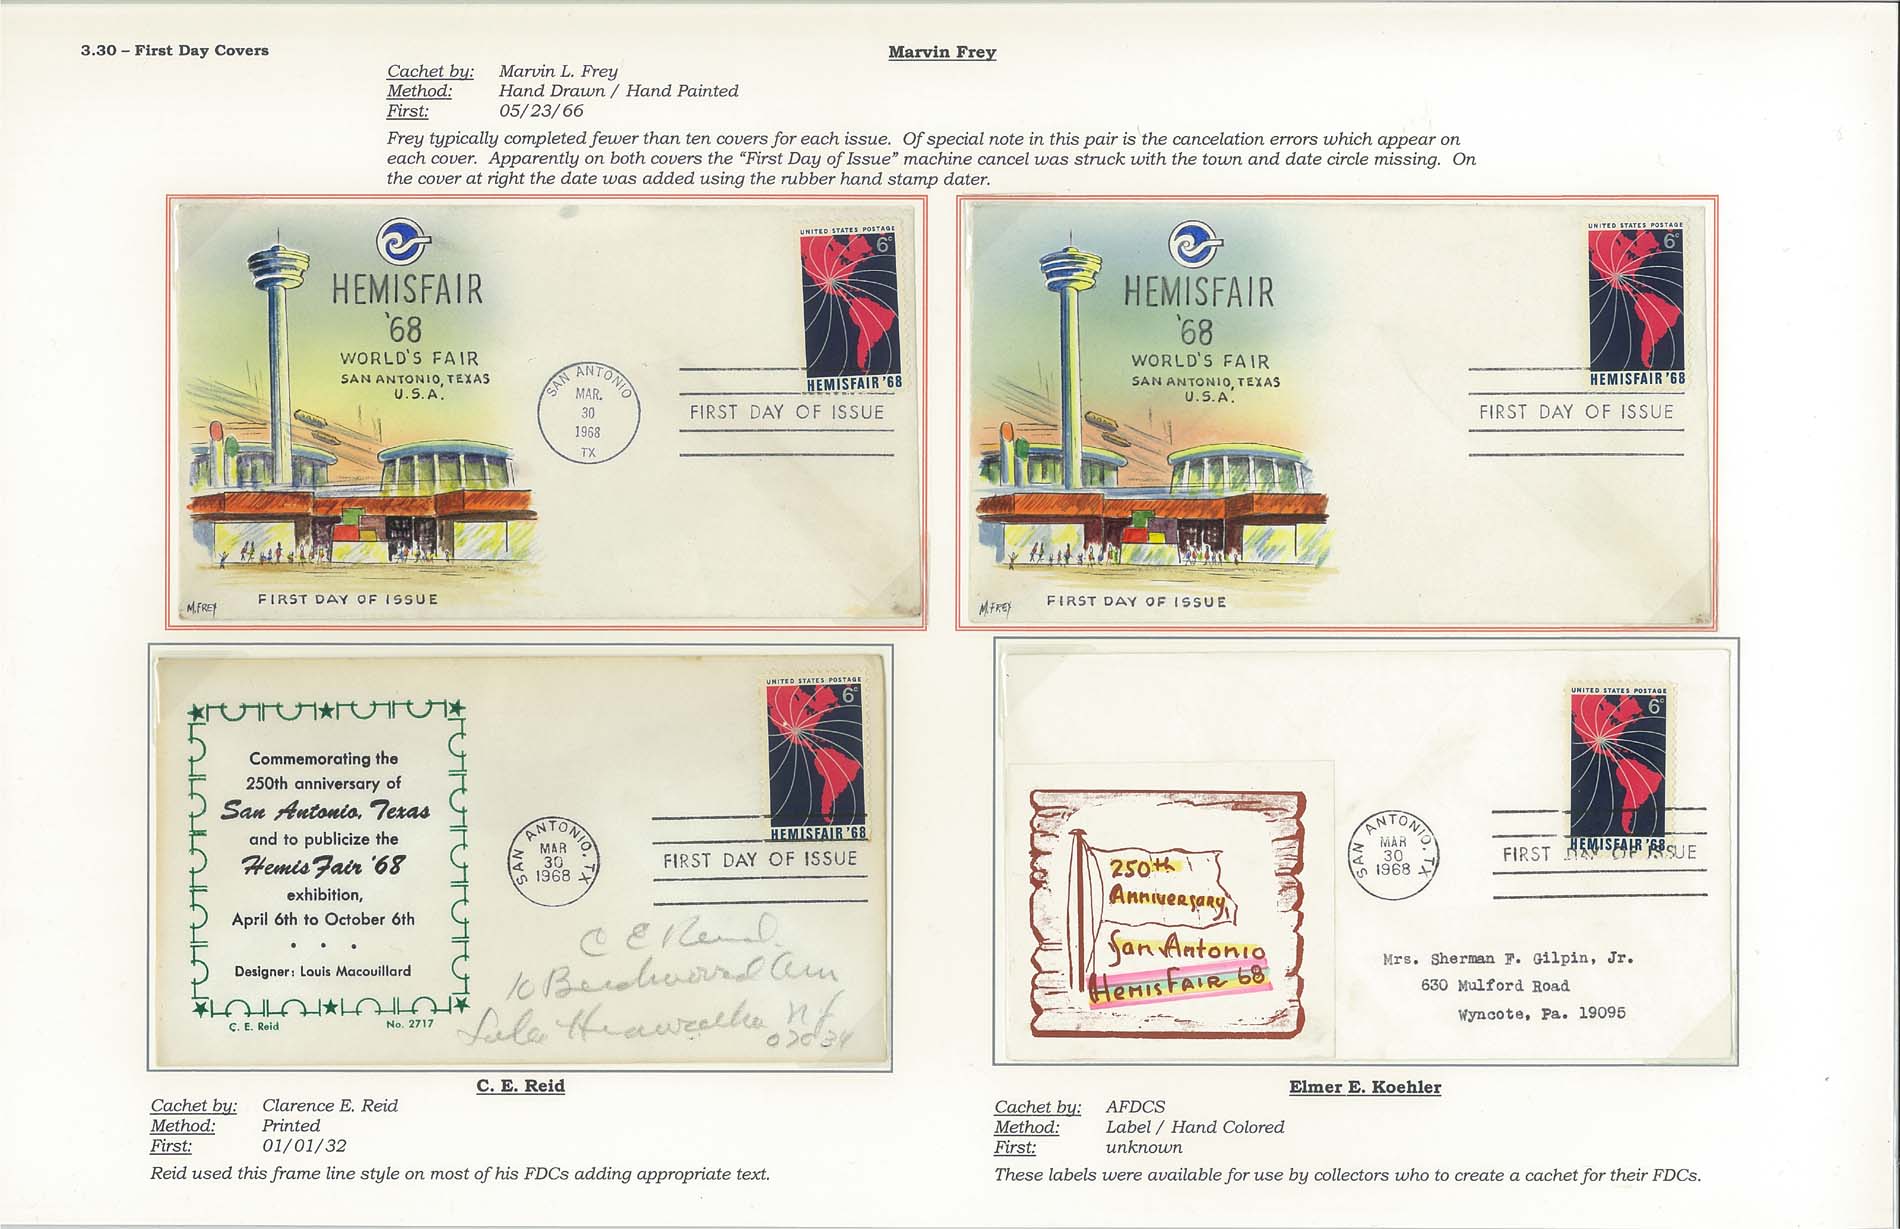 3.30 – First Day Covers
Marvin Frey
Cachet by: Marvin L. Frey
Method: Hand Drawn / Hand Painted
First: 05/23/66
Frey typically completed fewer than ten covers for each issue. Of special note in this pair is the cancelation errors which appear on
each cover. Apparently on both covers the “First Day of Issue” machine cancel was struck with the town and date circle missing. On
the cover at right the date was added using the rubber hand stamp dater.
HEMISFAIR
'68
WORLD'S FAIR
SAN ANTONIO, TEXAS
U.S.A.
FIRST DAY OF ISSUE
M. FREY
SAN ANTONIO
MAR.
30
1968
TX
FIRST DAY OF ISSUE
UNITED STATES POSTAGE
6c
HEMISFAIR '68
HEMISFAIR
'68
WORLD'S FAIR
SAN ANTONIO, TEXAS
U.S.A.
FIRST DAY OF ISSUE
M. FREY
FIRST DAY OF ISSUE
UNITED STATES POSTAGE
6c
HEMISFAIR '68
Commemorating the
250th anniversary of
San Antonio, Texas
and to publicize the
HemisFair '68
exhibition,
April 6th to October 6th
• • •
Designer: Louis Macouillard
C. E. Reid
No. 2717
SAN ANTONIO, TX
MAR
30
1968
FIRST DAY OF ISSUE
UNITED STATES POSTAGE
6c
HEMISFAIR '68
C E Reid
10 Beechwood
N J
07034
250th
Anniversary,
San Antonio
HemisFair 68
SAN ANTONIO, TX
MAR
30
1968
FIRST DAY OF ISSUE
UNITED STATES POSTAGE
6c
HEMISFAIR '68
Mrs. Sherman F. Gilpin, Jr.
630 Mulford Road
Wyncote, Pa. 19095
C. E. Reid
Cachet by: Clarence E. Reid
Method: Printed
First: 01/01/32
Reid used this frame line style on most of his FDCs adding appropriate text.
Elmer E. Koehler
Cachet by: AFDCS
Method: Label / Hand Colored
First: unknown
These labels were available for use by collectors who to create a cachet for their FDCs.